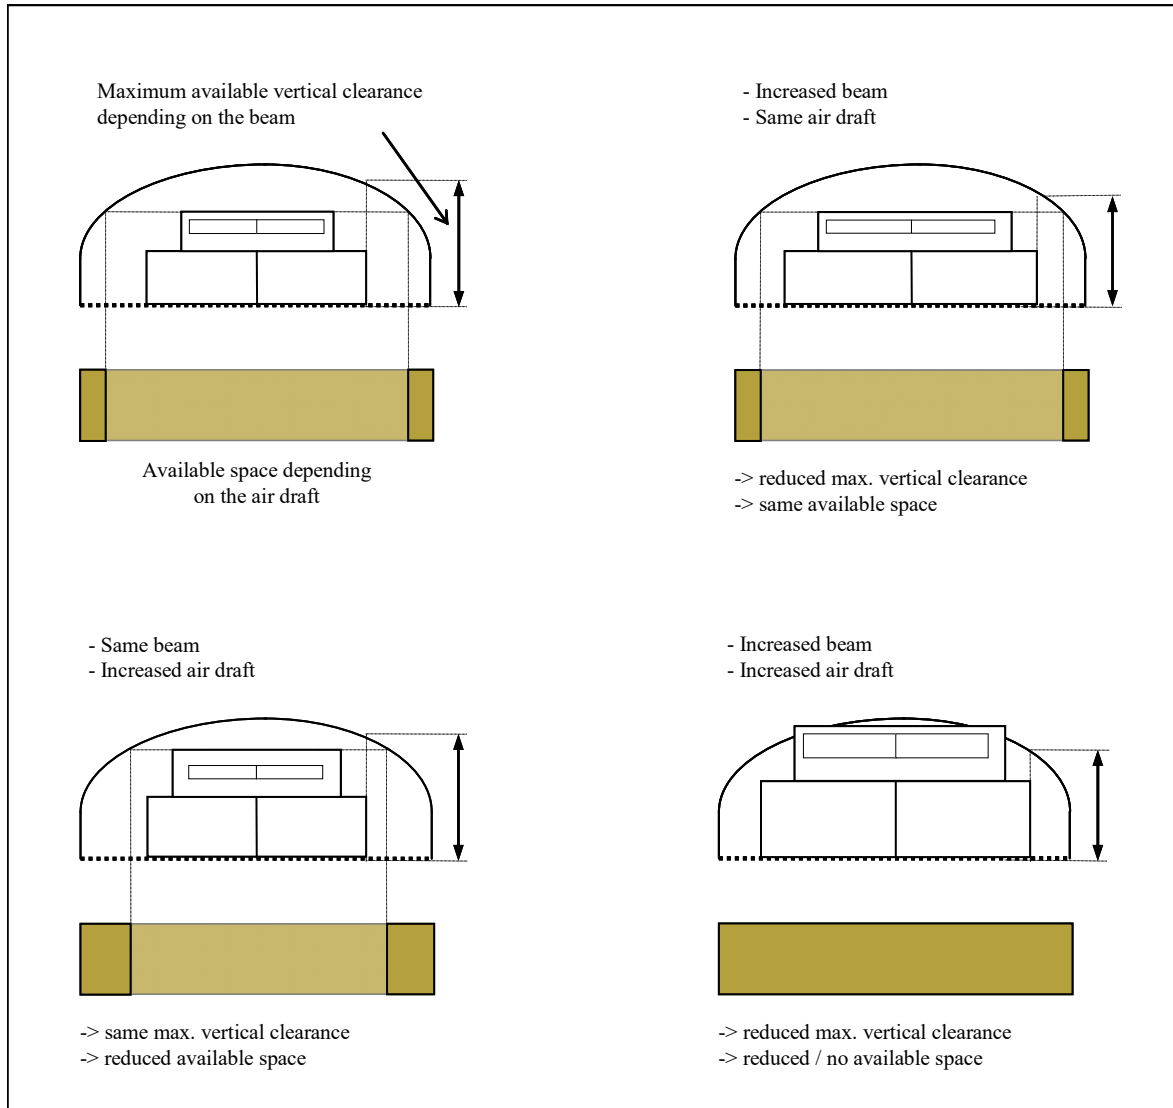 Maximum available vertical clearance
depending on the beam
- Increased beam
- Same air draft
Available space depending
on the air draft
-> reduced max. vertical clearance
-> same available space
- Same beam
- Increased air draft
- Increased beam
- Increased air draft
-> same max. vertical clearance
-> reduced available space
-> reduced max. vertical clearance
-> reduced / no available space